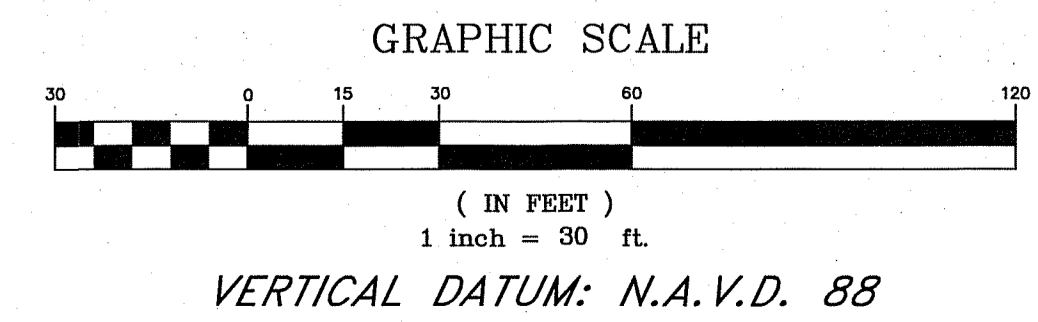 GRAPHIC SCALE
30 0 15 30 60 120
( IN FEET )
1 inch = 30 ft.
VERTICAL DATUM: N.A.V.D. 88